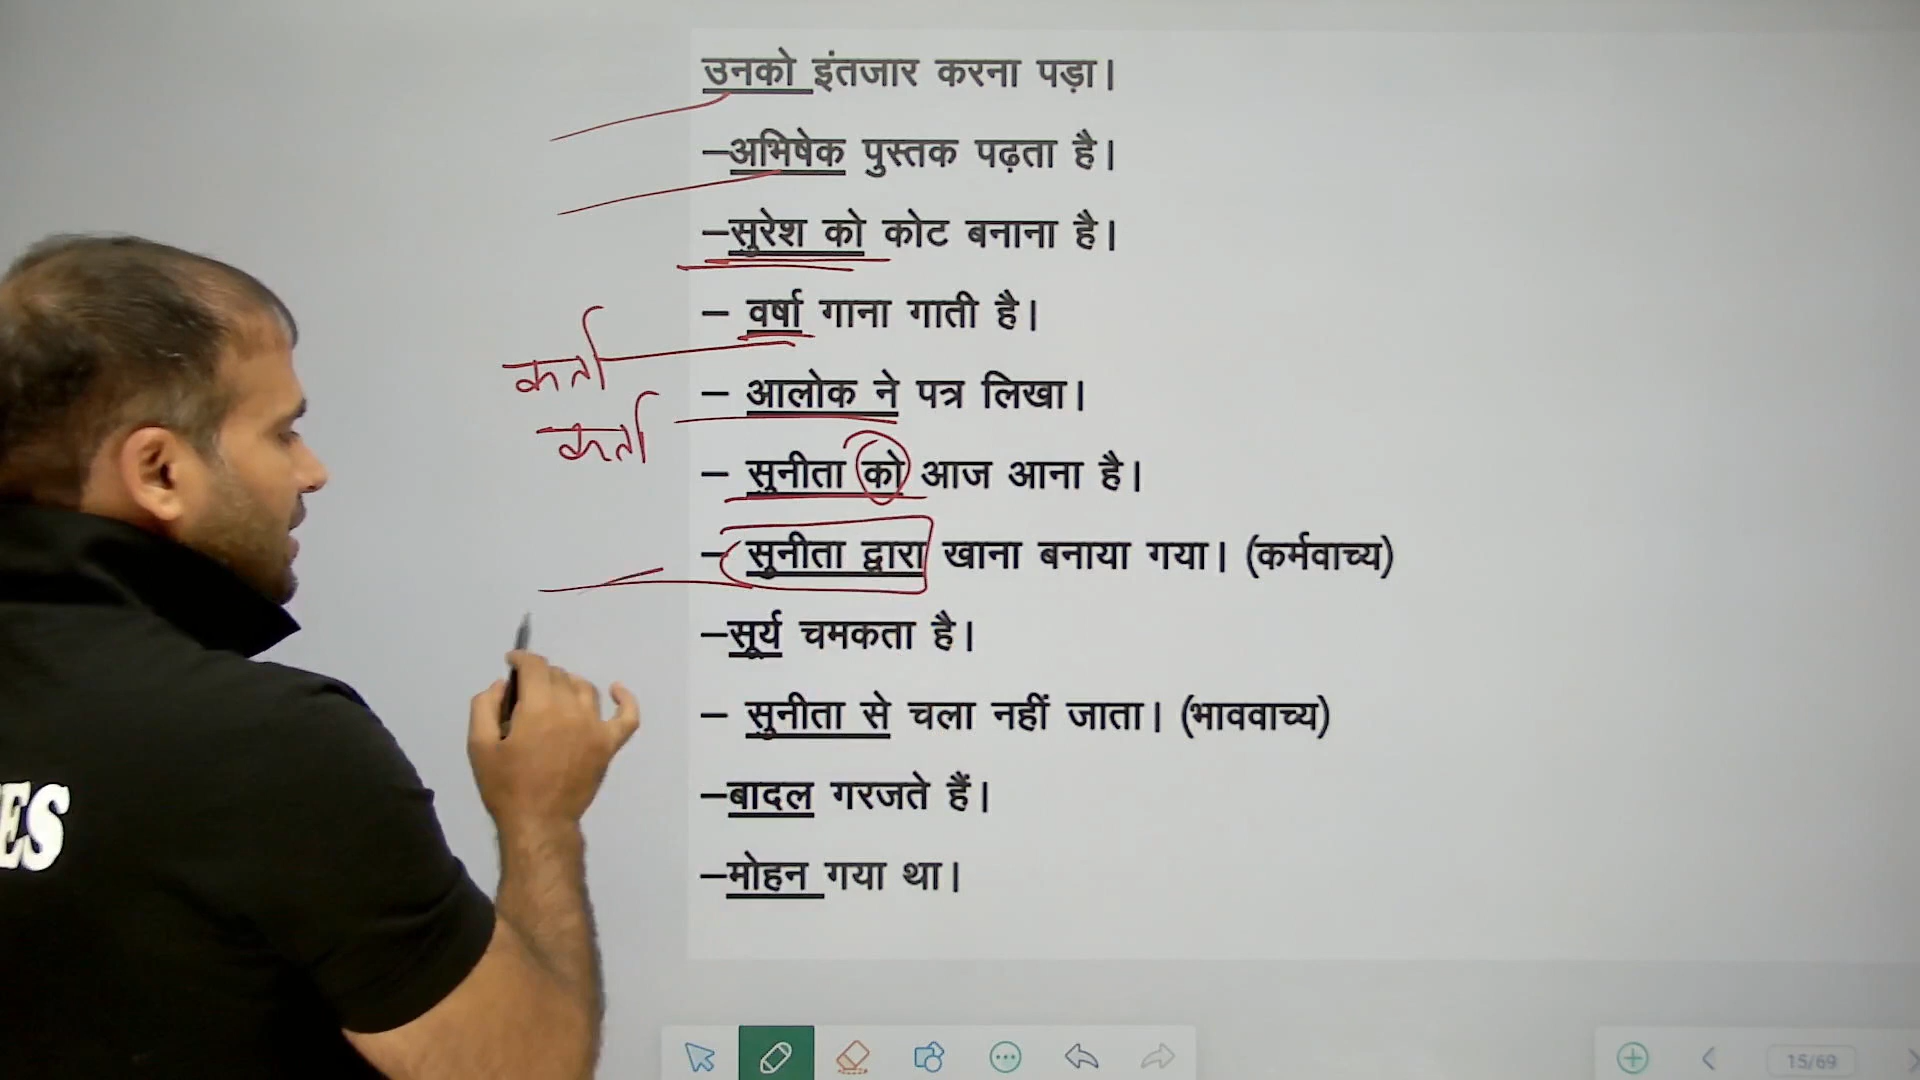 उनको इंतजार करना पड़ा।
–अभिषेक पुस्तक पढ़ता है।
–सुरेश को कोट बनाना है।
– वर्षा गाना गाती है।
कर्ता
– आलोक ने पत्र लिखा।
कर्ता
– सुनीता को आज आना है।
– सुनीता द्वारा खाना बनाया गया। (कर्मवाच्य)
–सूर्य चमकता है।
– सुनीता से चला नहीं जाता। (भाववाच्य)
–बादल गरजते हैं।
–मोहन गया था।
ES
15/69